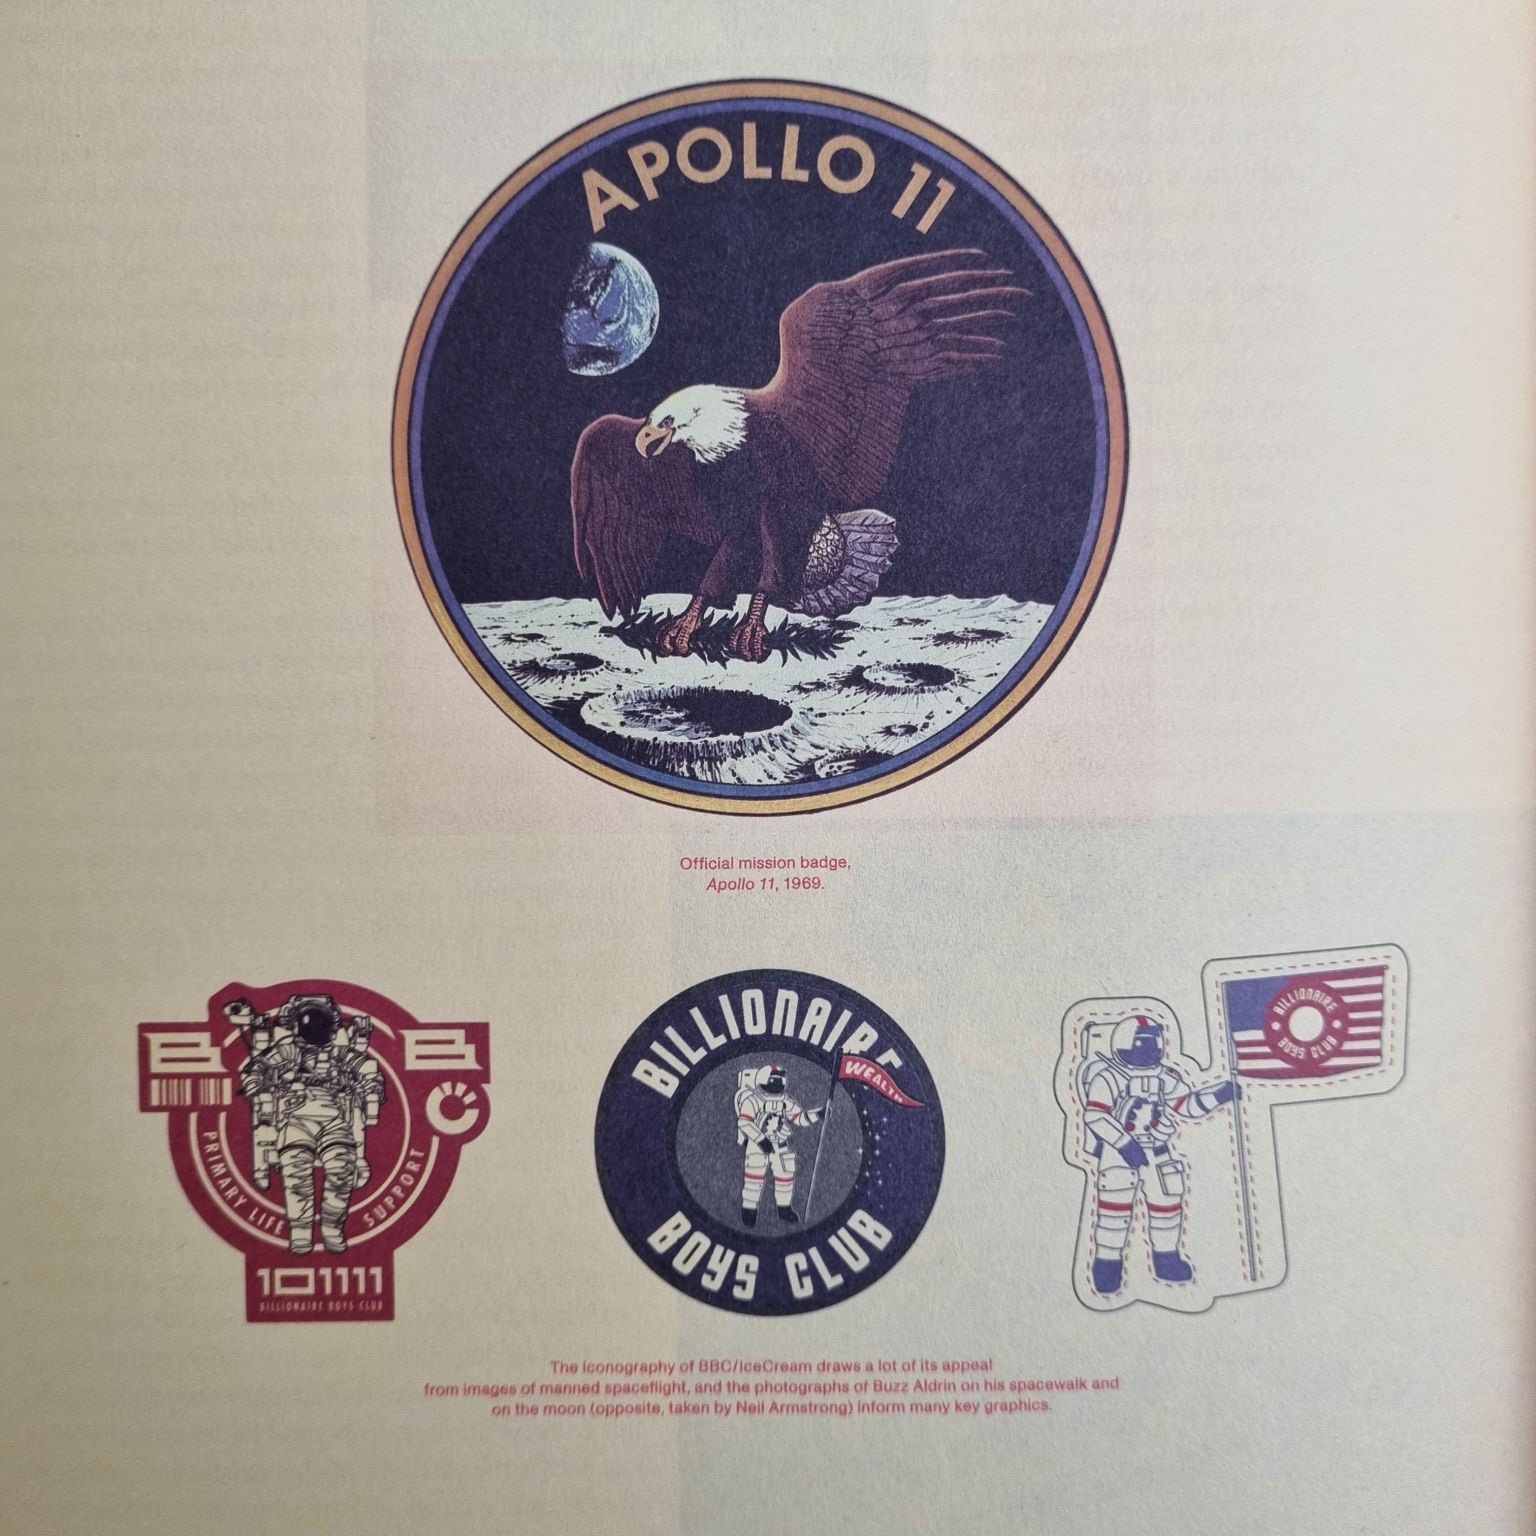 APOLLO 11
Official mission badge,
Apollo 11, 1969.
B B
C
PRIMARY LIFE SUPPORT
101111
BILLIONAIRE BOYS CLUB
BILLIONAIRE
WEALTH
BOYS CLUB
BILLIONAIRE
BOYS CLUB
The iconography of BBC/IceCream draws a lot of its appeal
from images of manned spaceflight, and the photographs of Buzz Aldrin on his spacewalk and
on the moon (opposite, taken by Neil Armstrong) inform many key graphics.